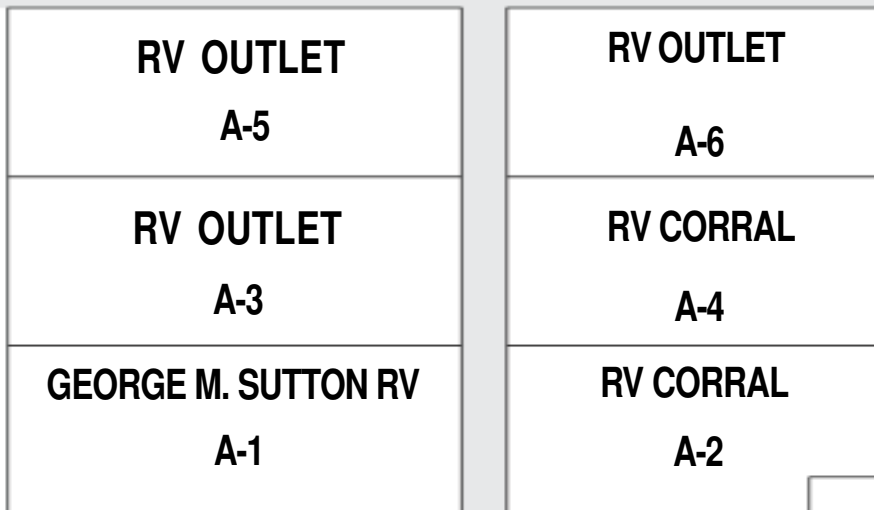 RV OUTLET
A-5
RV OUTLET
A-6
RV OUTLET
A-3
RV CORRAL
A-4
GEORGE M. SUTTON RV
A-1
RV CORRAL
A-2